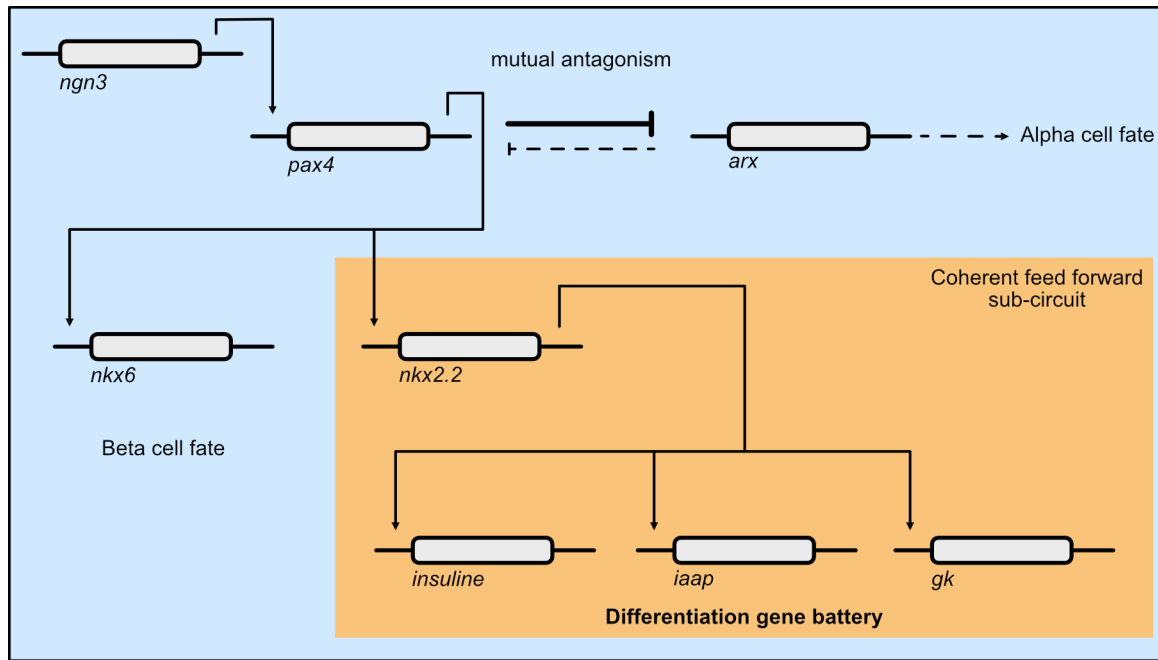 ngn3
mutual antagonism
pax4
arx
Alpha cell fate
Coherent feed forward
sub-circuit
nkx6
nkx2.2
Beta cell fate
insuline
iaap
gk
Differentiation gene battery